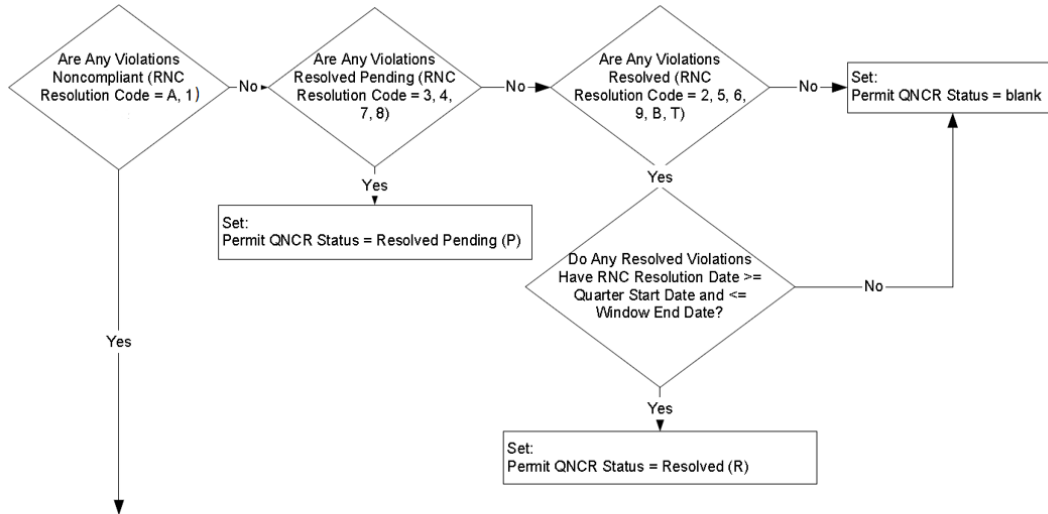 Are Any Violations
Noncompliant (RNC
Resolution Code = A, 1)
No
Are Any Violations
Resolved Pending (RNC
Resolution Code = 3, 4,
7, 8)
No
Are Any Violations
Resolved (RNC
Resolution Code = 2, 5, 6,
9, B, T)
No
Set:
Permit QNCR Status = blank
Yes
Set:
Permit QNCR Status = Resolved Pending (P)
Yes
Do Any Resolved Violations
Have RNC Resolution Date >=
Quarter Start Date and <=
Window End Date?
No
Yes
Yes
Set:
Permit QNCR Status = Resolved (R)